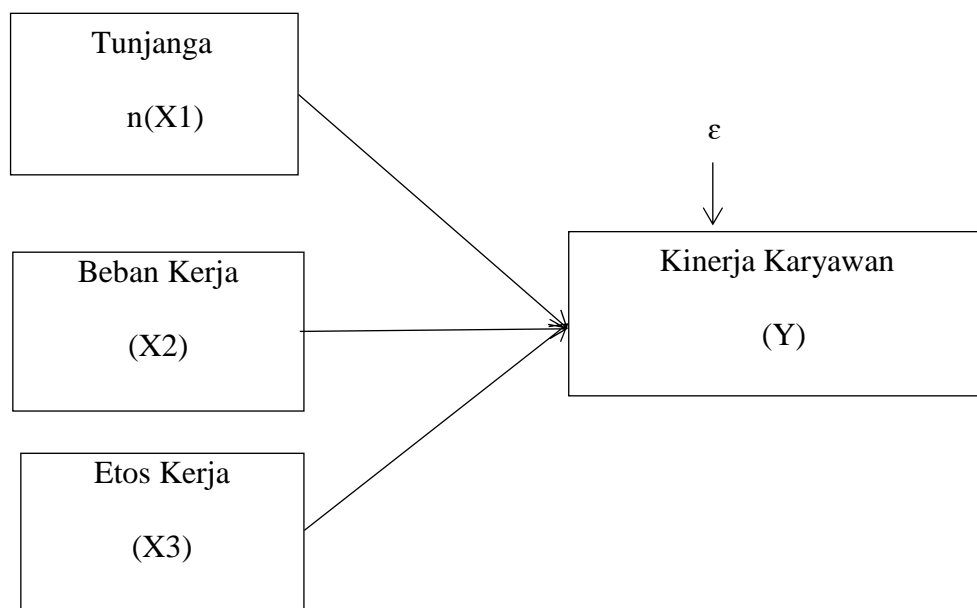 Tunjanga
n(X1)
ε
Beban Kerja
(X2)
Kinerja Karyawan
(Y)
Etos Kerja
(X3)